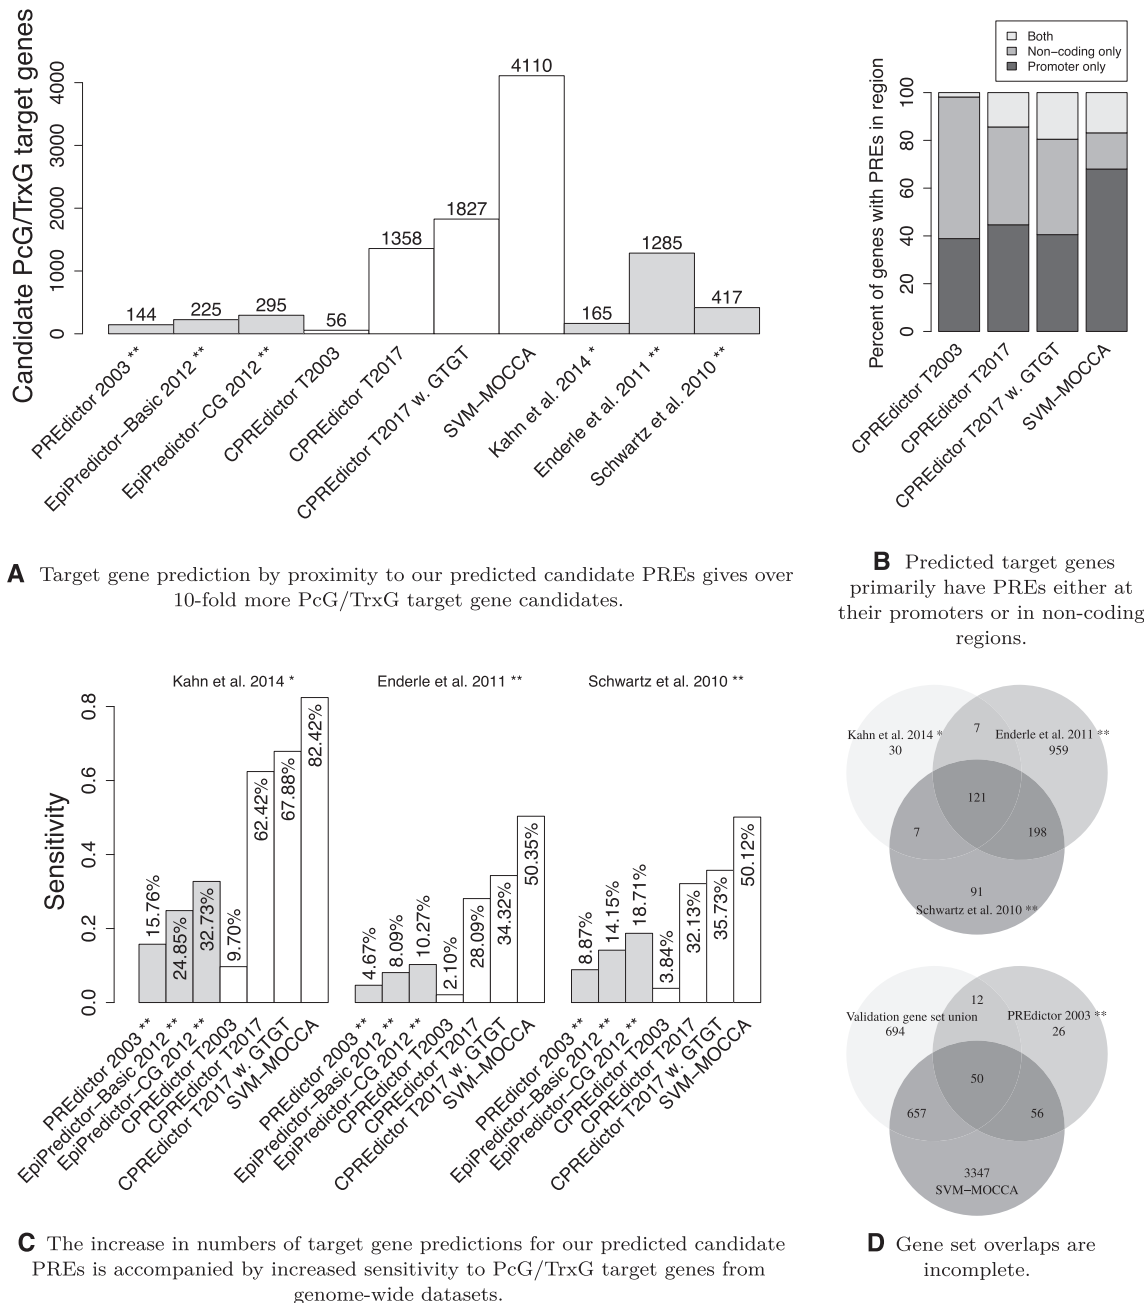 Candidate PcG/TrxG target genes
4000
3000
2000
1000
0
144
225
295
56
1358
1827
4110
165
1285
417
PREdictor 2003 **
EpiPredictor–Basic 2012 **
EpiPredictor–CG 2012 **
CPREdictor T2003
CPREdictor T2017
CPREdictor T2017 w. GTGT
SVM–MOCCA
Kahn et al. 2014 *
Enderle et al. 2011 **
Schwartz et al. 2010 **
A Target gene prediction by proximity to our predicted candidate PREs gives over
10-fold more PcG/TrxG target gene candidates.
Both
Non-coding only
Promoter only
Percent of genes with PREs in region
100
80
60
40
20
0
CPREdictor T2003
CPREdictor T2017
CPREdictor T2017 w. GTGT
SVM–MOCCA
B Predicted target genes
primarily have PREs either at
their promoters or in non-coding
regions.
Sensitivity
0.8
0.6
0.4
0.2
0.0
Kahn et al. 2014 *
15.76%
24.85%
32.73%
9.70%
62.42%
67.88%
82.42%
PREdictor 2003 **
EpiPredictor–Basic 2012 **
EpiPredictor–CG 2012 **
CPREdictor T2003
CPREdictor T2017
CPREdictor T2017 w. GTGT
SVM–MOCCA
Enderle et al. 2011 **
4.67%
8.09%
10.27%
2.10%
28.09%
34.32%
50.35%
PREdictor 2003 **
EpiPredictor–Basic 2012 **
EpiPredictor–CG 2012 **
CPREdictor T2003
CPREdictor T2017
CPREdictor T2017 w. GTGT
SVM–MOCCA
Schwartz et al. 2010 **
8.87%
14.15%
18.71%
3.84%
32.13%
35.73%
50.12%
PREdictor 2003 **
EpiPredictor–Basic 2012 **
EpiPredictor–CG 2012 **
CPREdictor T2003
CPREdictor T2017
CPREdictor T2017 w. GTGT
SVM–MOCCA
C The increase in numbers of target gene predictions for our predicted candidate
PREs is accompanied by increased sensitivity to PcG/TrxG target genes from
genome-wide datasets.
7
Kahn et al. 2014 *
30
Enderle et al. 2011 **
959
121
7
198
91
Schwartz et al. 2010 **
12
Validation gene set union
694
PREdictor 2003 **
26
50
657
56
3347
SVM–MOCCA
D Gene set overlaps are
incomplete.